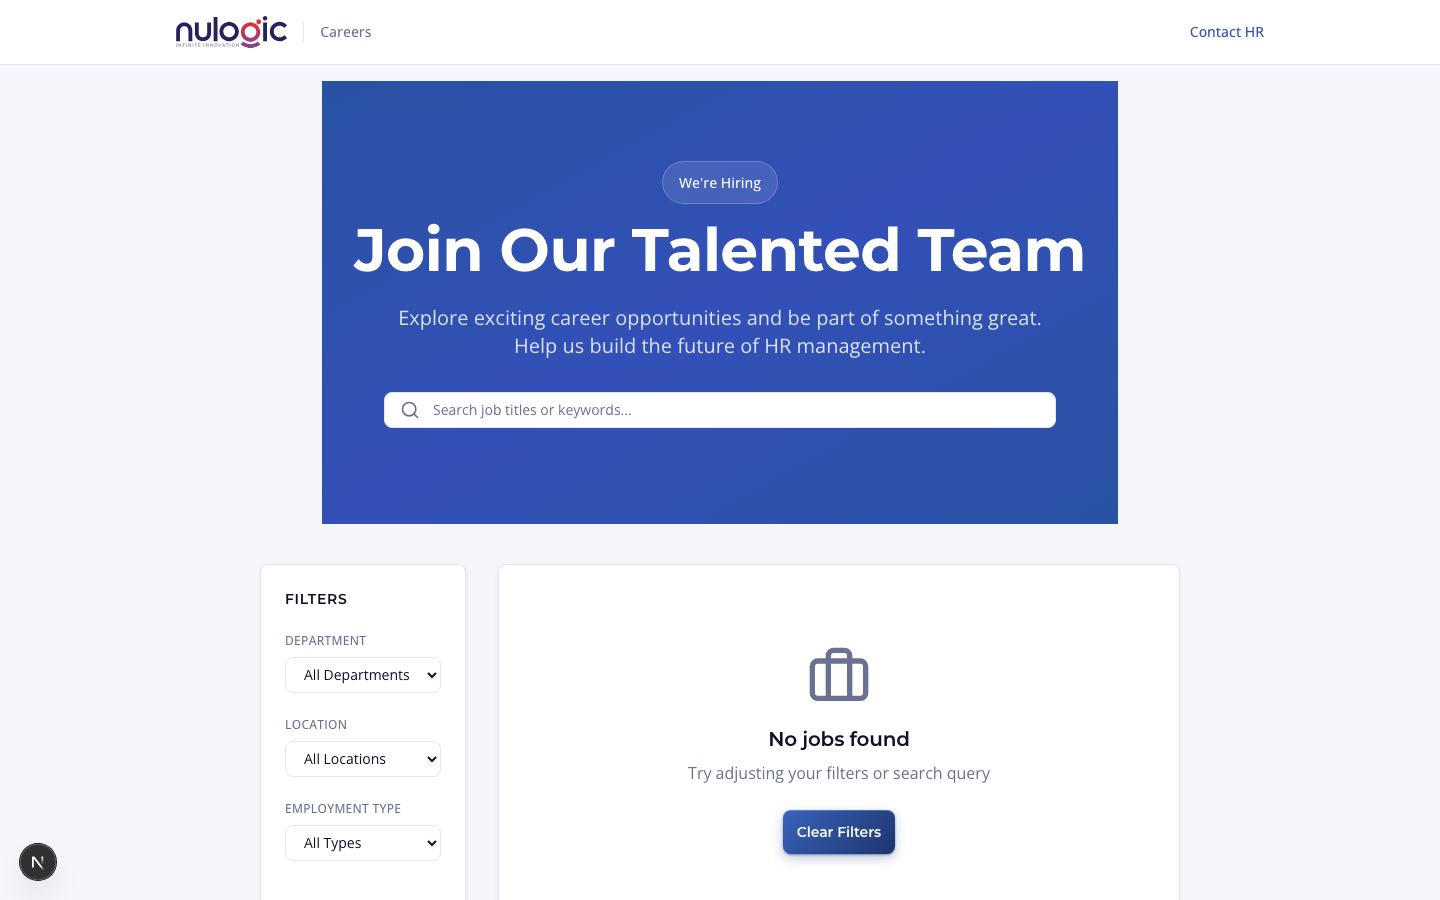 nulogic
INFINITE INNOVATION
Careers
Contact HR
We're Hiring
Join Our Talented Team
Explore exciting career opportunities and be part of something great.
Help us build the future of HR management.
Search job titles or keywords...
FILTERS
DEPARTMENT
All Departments
LOCATION
All Locations
EMPLOYMENT TYPE
All Types
No jobs found
Try adjusting your filters or search query
Clear Filters
N